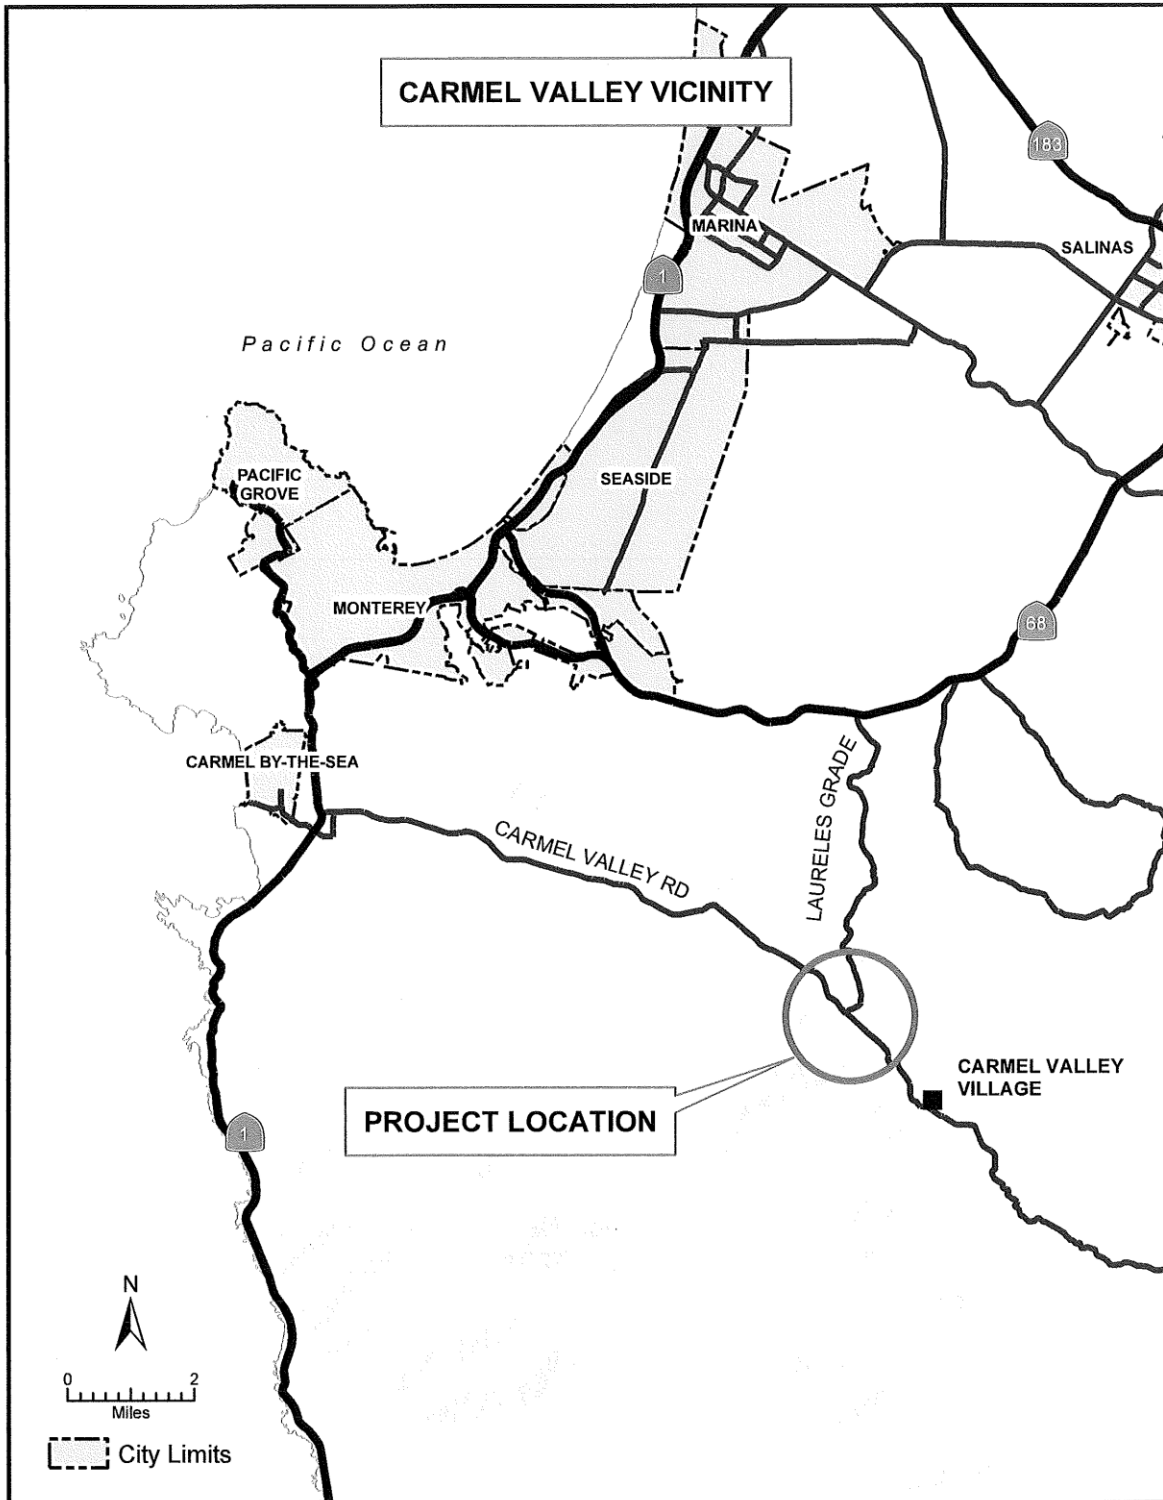 CARMEL VALLEY VICINITY
183
MARINA
SALINAS
1
Pacific Ocean
PACIFIC
GROVE
SEASIDE
MONTEREY
68
CARMEL BY-THE-SEA
LAURELES GRADE
CARMEL VALLEY RD
CARMEL VALLEY
VILLAGE
PROJECT LOCATION
1
N
0 2
Miles
City Limits